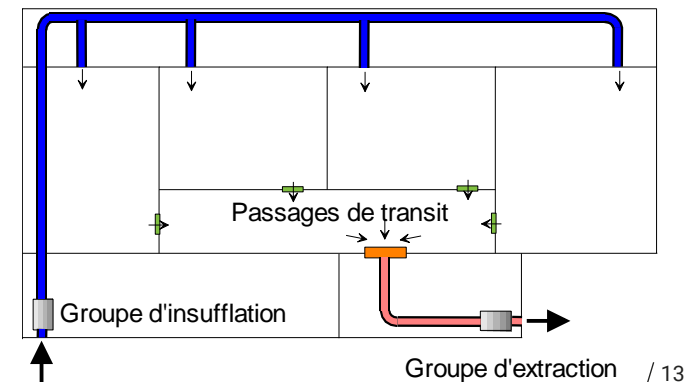 Passages de transit
Groupe d'insufflation
Groupe d'extraction
/ 13